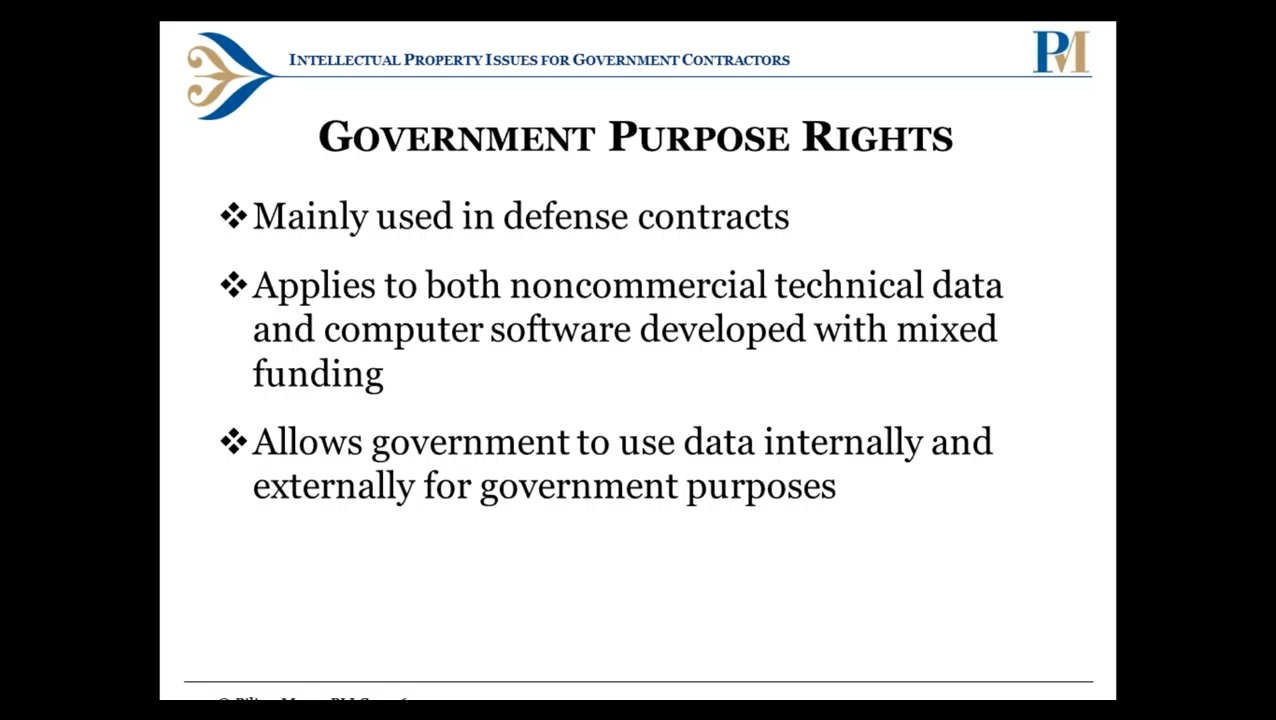 INTELLECTUAL PROPERTY ISSUES FOR GOVERNMENT CONTRACTORS
PM
GOVERNMENT PURPOSE RIGHTS
❖Mainly used in defense contracts
❖Applies to both noncommercial technical data
and computer software developed with mixed
funding
❖Allows government to use data internally and
externally for government purposes